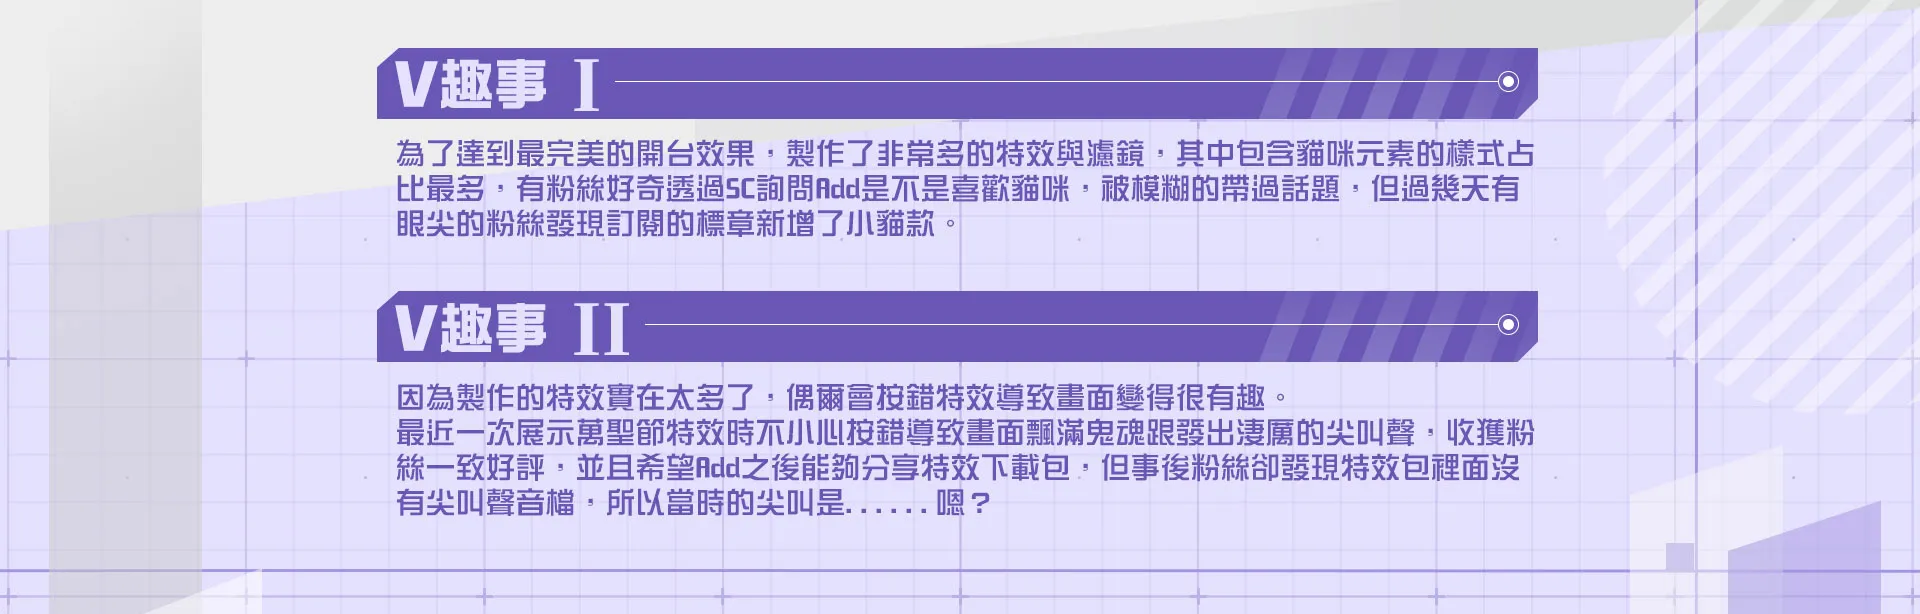 V趣事 I
為了達到最完美的開台效果，製作了非常多的特效與濾鏡，其中包含貓咪元素的樣式占
比最多，有粉絲好奇透過SC詢問Add是不是喜歡貓咪，被模糊的帶過話題，但過幾天有
眼尖的粉絲發現訂閱的標章新增了小貓款。
V趣事 II
因為製作的特效實在太多了，偶爾會按錯特效導致畫面變得很有趣。
最近一次展示萬聖節特效時不小心按錯導致畫面飄滿鬼魂跟發出淒厲的尖叫聲，收獲粉
絲一致好評，並且希望Add之後能夠分享特效下載包，但事後粉絲卻發現特效包裡面沒
有尖叫聲音檔，所以當時的尖叫是......嗯？